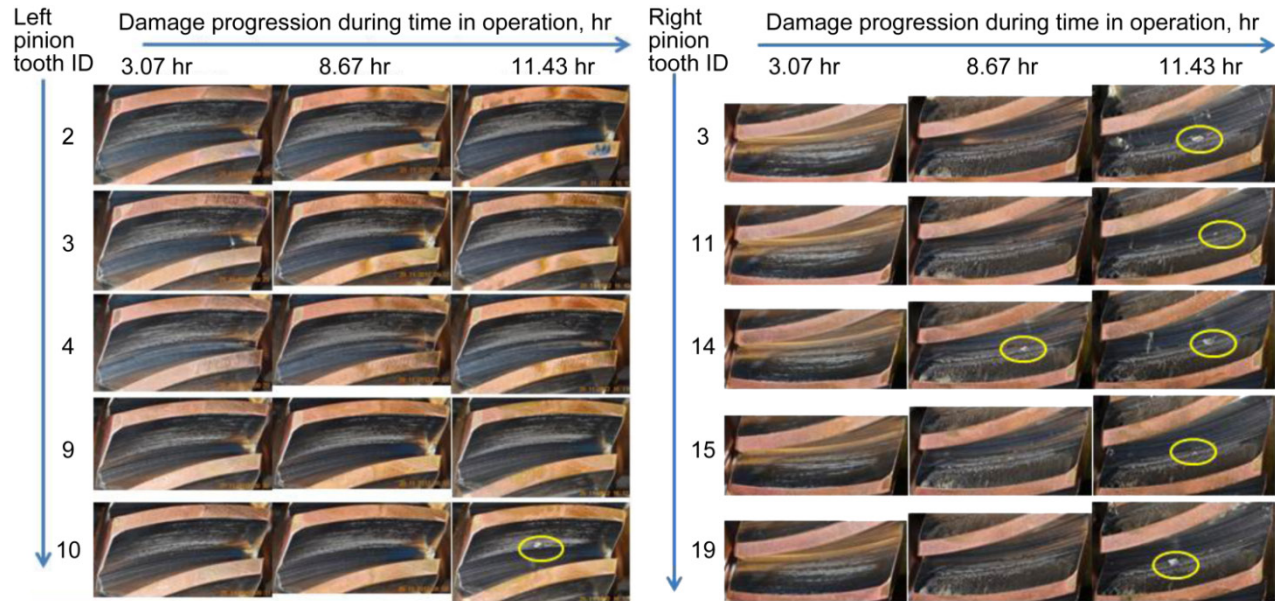 Left
pinion
tooth ID
Damage progression during time in operation, hr
3.07 hr
8.67 hr
11.43 hr
2
3
4
9
10
Right
pinion
tooth ID
Damage progression during time in operation, hr
3.07 hr
8.67 hr
11.43 hr
3
11
14
15
19